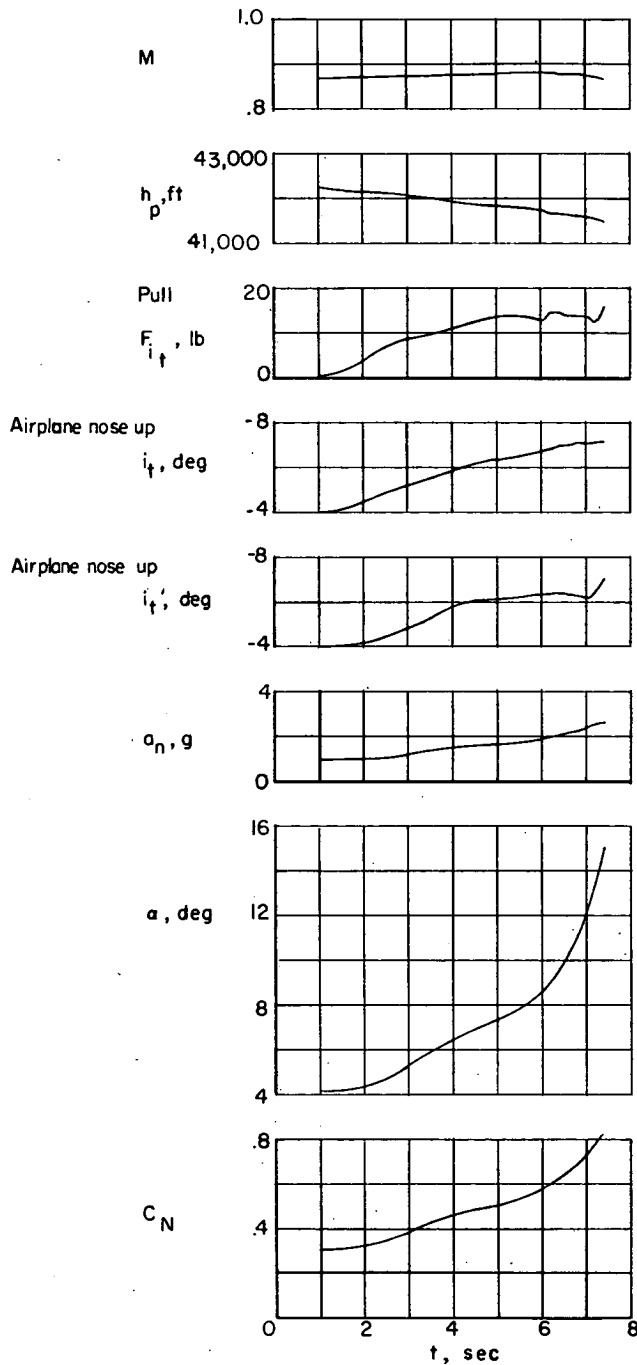 1.0
M
.8
43,000
h_p, ft
41,000
Pull
20
F_i_t, lb
0
Airplane nose up
-8
i_t, deg
-4
Airplane nose up
-8
i_t', deg
-4
4
a_n, g
0
16
α, deg
12
8
4
.8
C_N
.4
0 2 4 6 8
t, sec